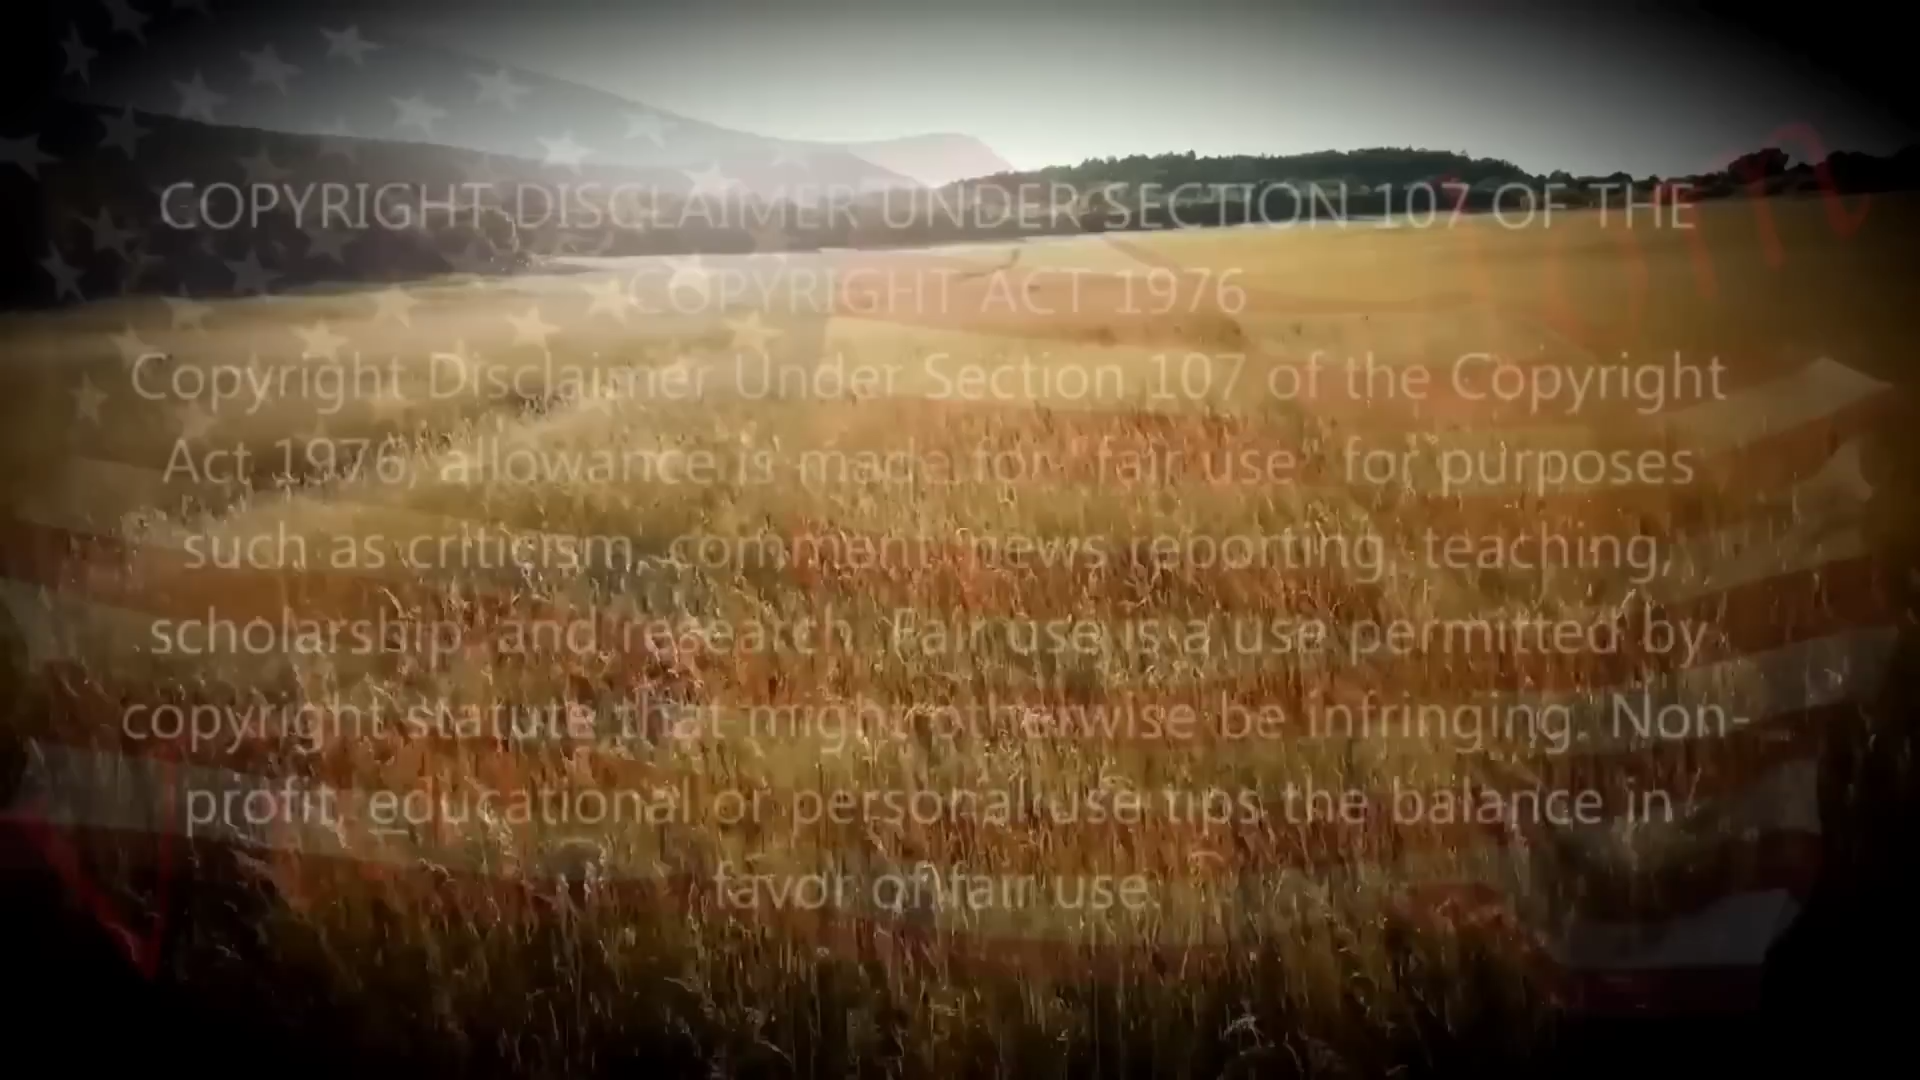 COPYRIGHT DISCLAIMER UNDER SECTION 107 OF THE
COPYRIGHT ACT 1976
Copyright Disclaimer Under Section 107 of the Copyright
Act 1976, allowance is made for "fair use" for purposes
such as criticism, comment, news reporting, teaching,
scholarship, and research. Fair use is a use permitted by
copyright statute that might otherwise be infringing. Non-
profit, educational or personal use tips the balance in
favor of fair use.